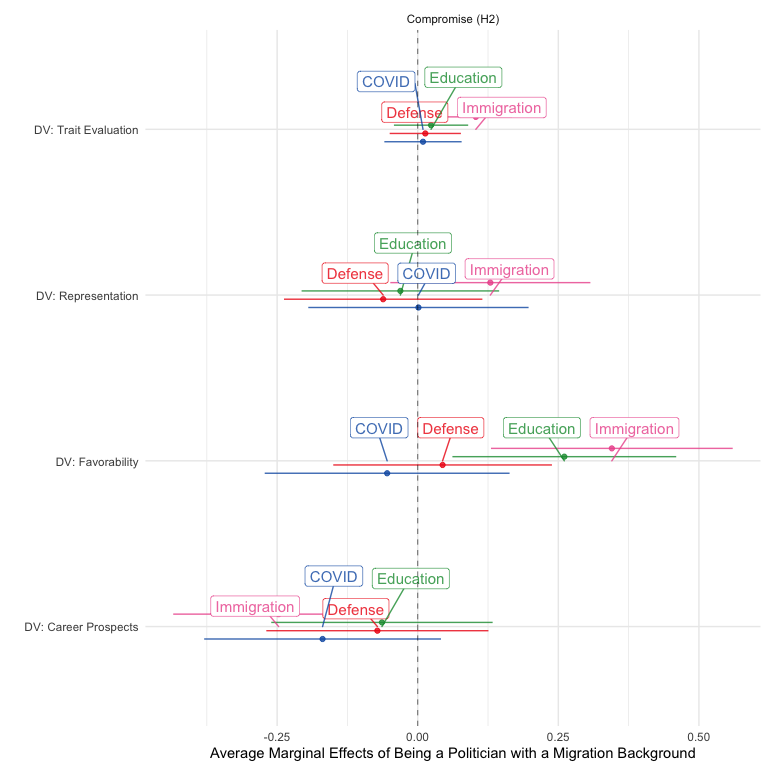 Compromise (H2)
COVID
Education
Defense
Immigration
DV: Trait Evaluation
Education
Defense
COVID
Immigration
DV: Representation
COVID
Defense
Education
Immigration
DV: Favorability
COVID
Education
Immigration
Defense
DV: Career Prospects
-0.25
0.00
0.25
0.50
Average Marginal Effects of Being a Politician with a Migration Background